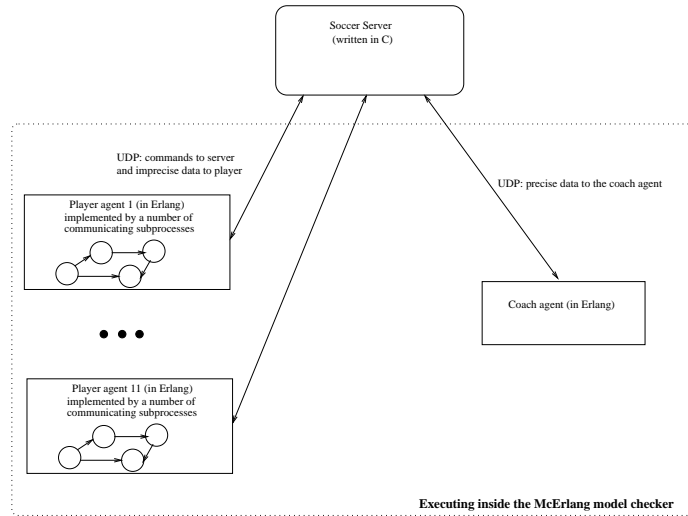 Soccer Server
(written in C)
UDP: commands to server
and imprecise data to player
UDP: precise data to the coach agent
Player agent 1 (in Erlang)
implemented by a number of
communicating subprocesses
Coach agent (in Erlang)
Player agent 11 (in Erlang)
implemented by a number of
communicating subprocesses
Executing inside the McErlang model checker